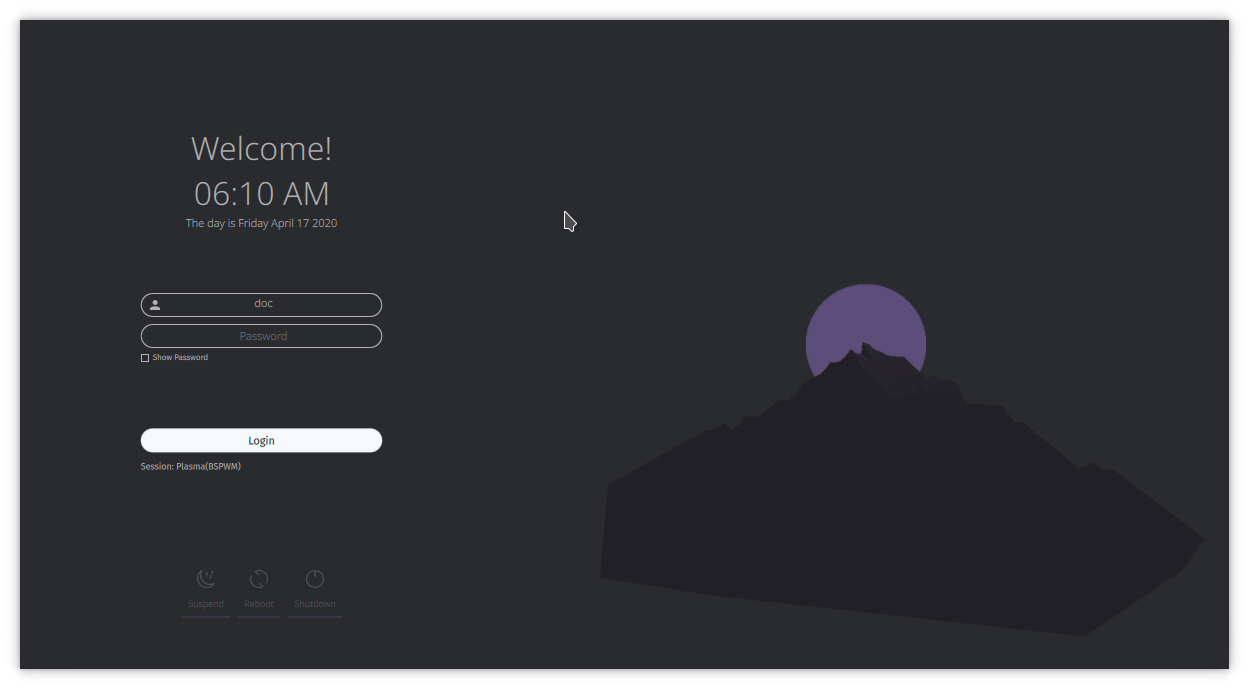 Welcome!
06:10 AM
The day is Friday April 17 2020
doc
Password
Show Password
Login
Session: Plasma(BSPWM)
Suspend Reboot Shutdown